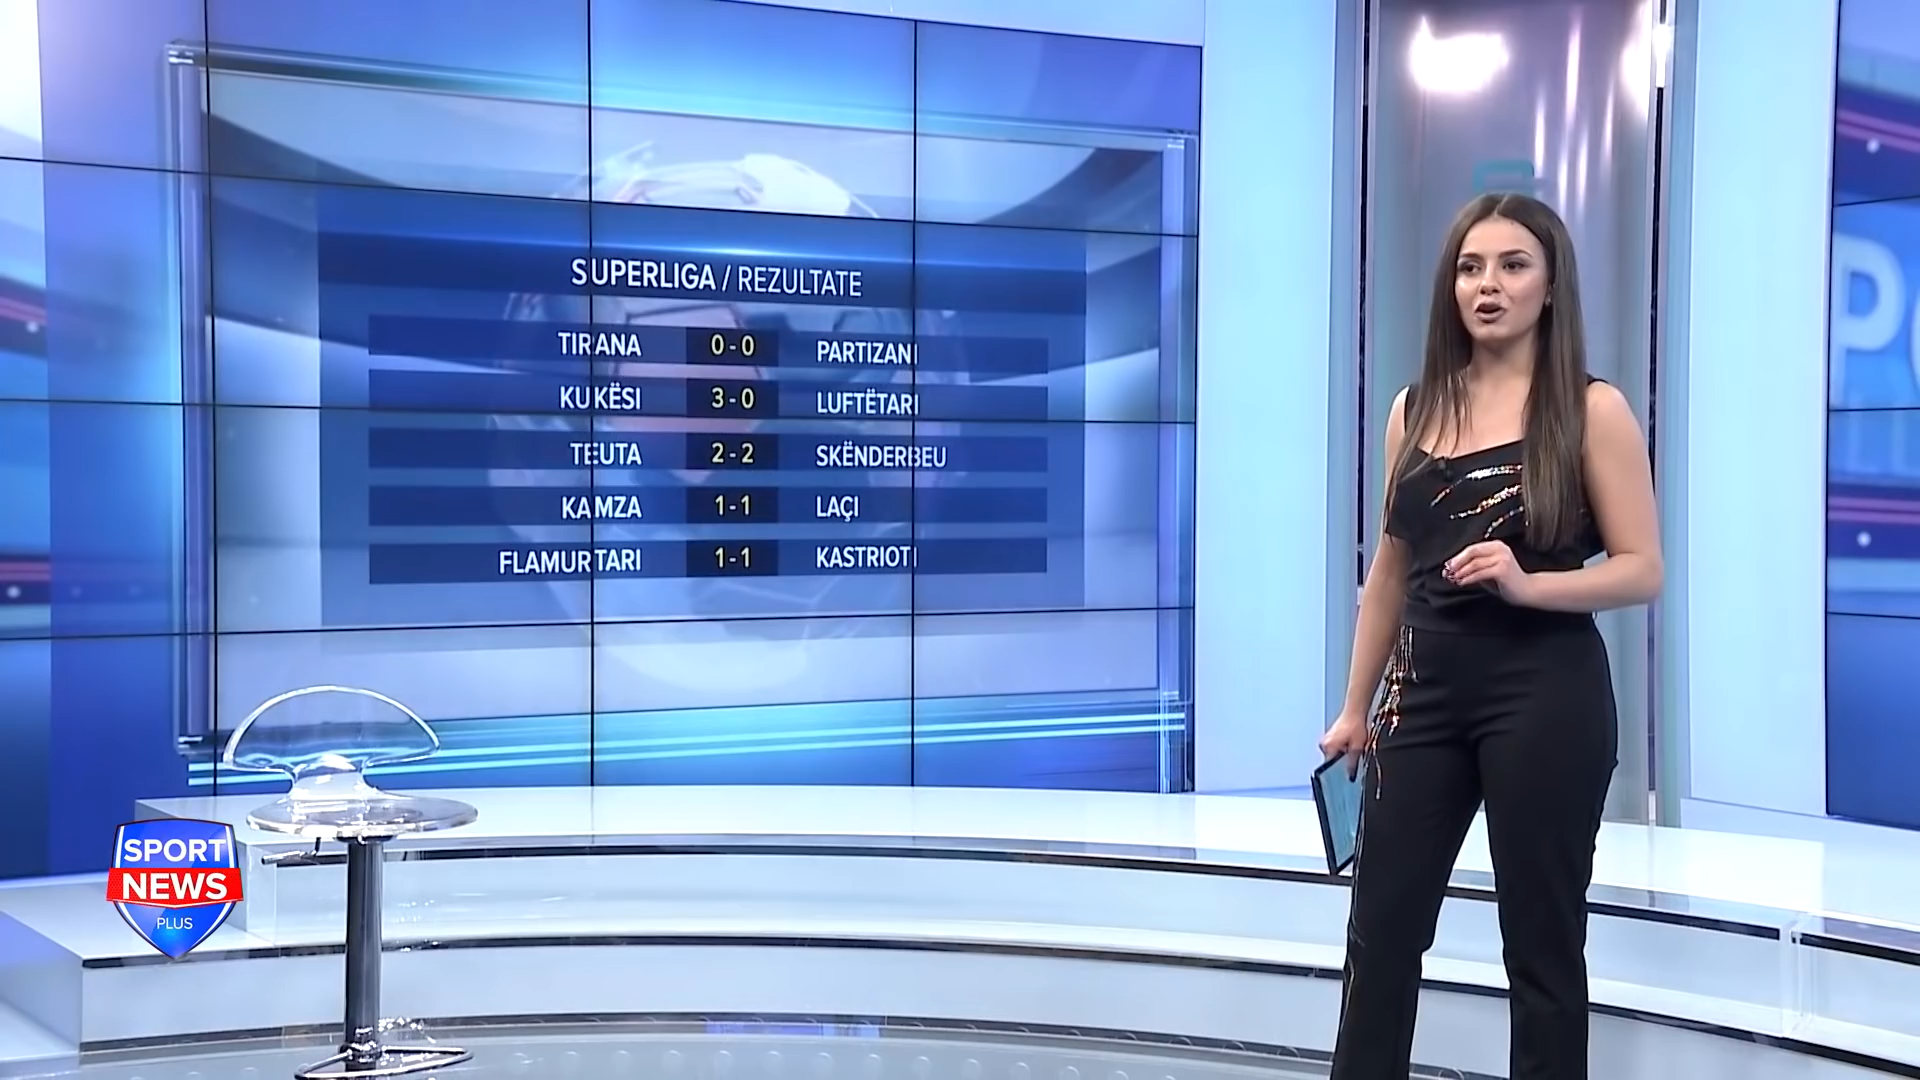 SUPERLIGA / REZULTATE
TIRANA 0-0 PARTIZANI
KUKËSI 3-0 LUFTËTARI
TEUTA 2-2 SKËNDERBEU
KAMZA 1-1 LAÇI
FLAMURTARI 1-1 KASTRIOTI
SPORT
NEWS
PLUS